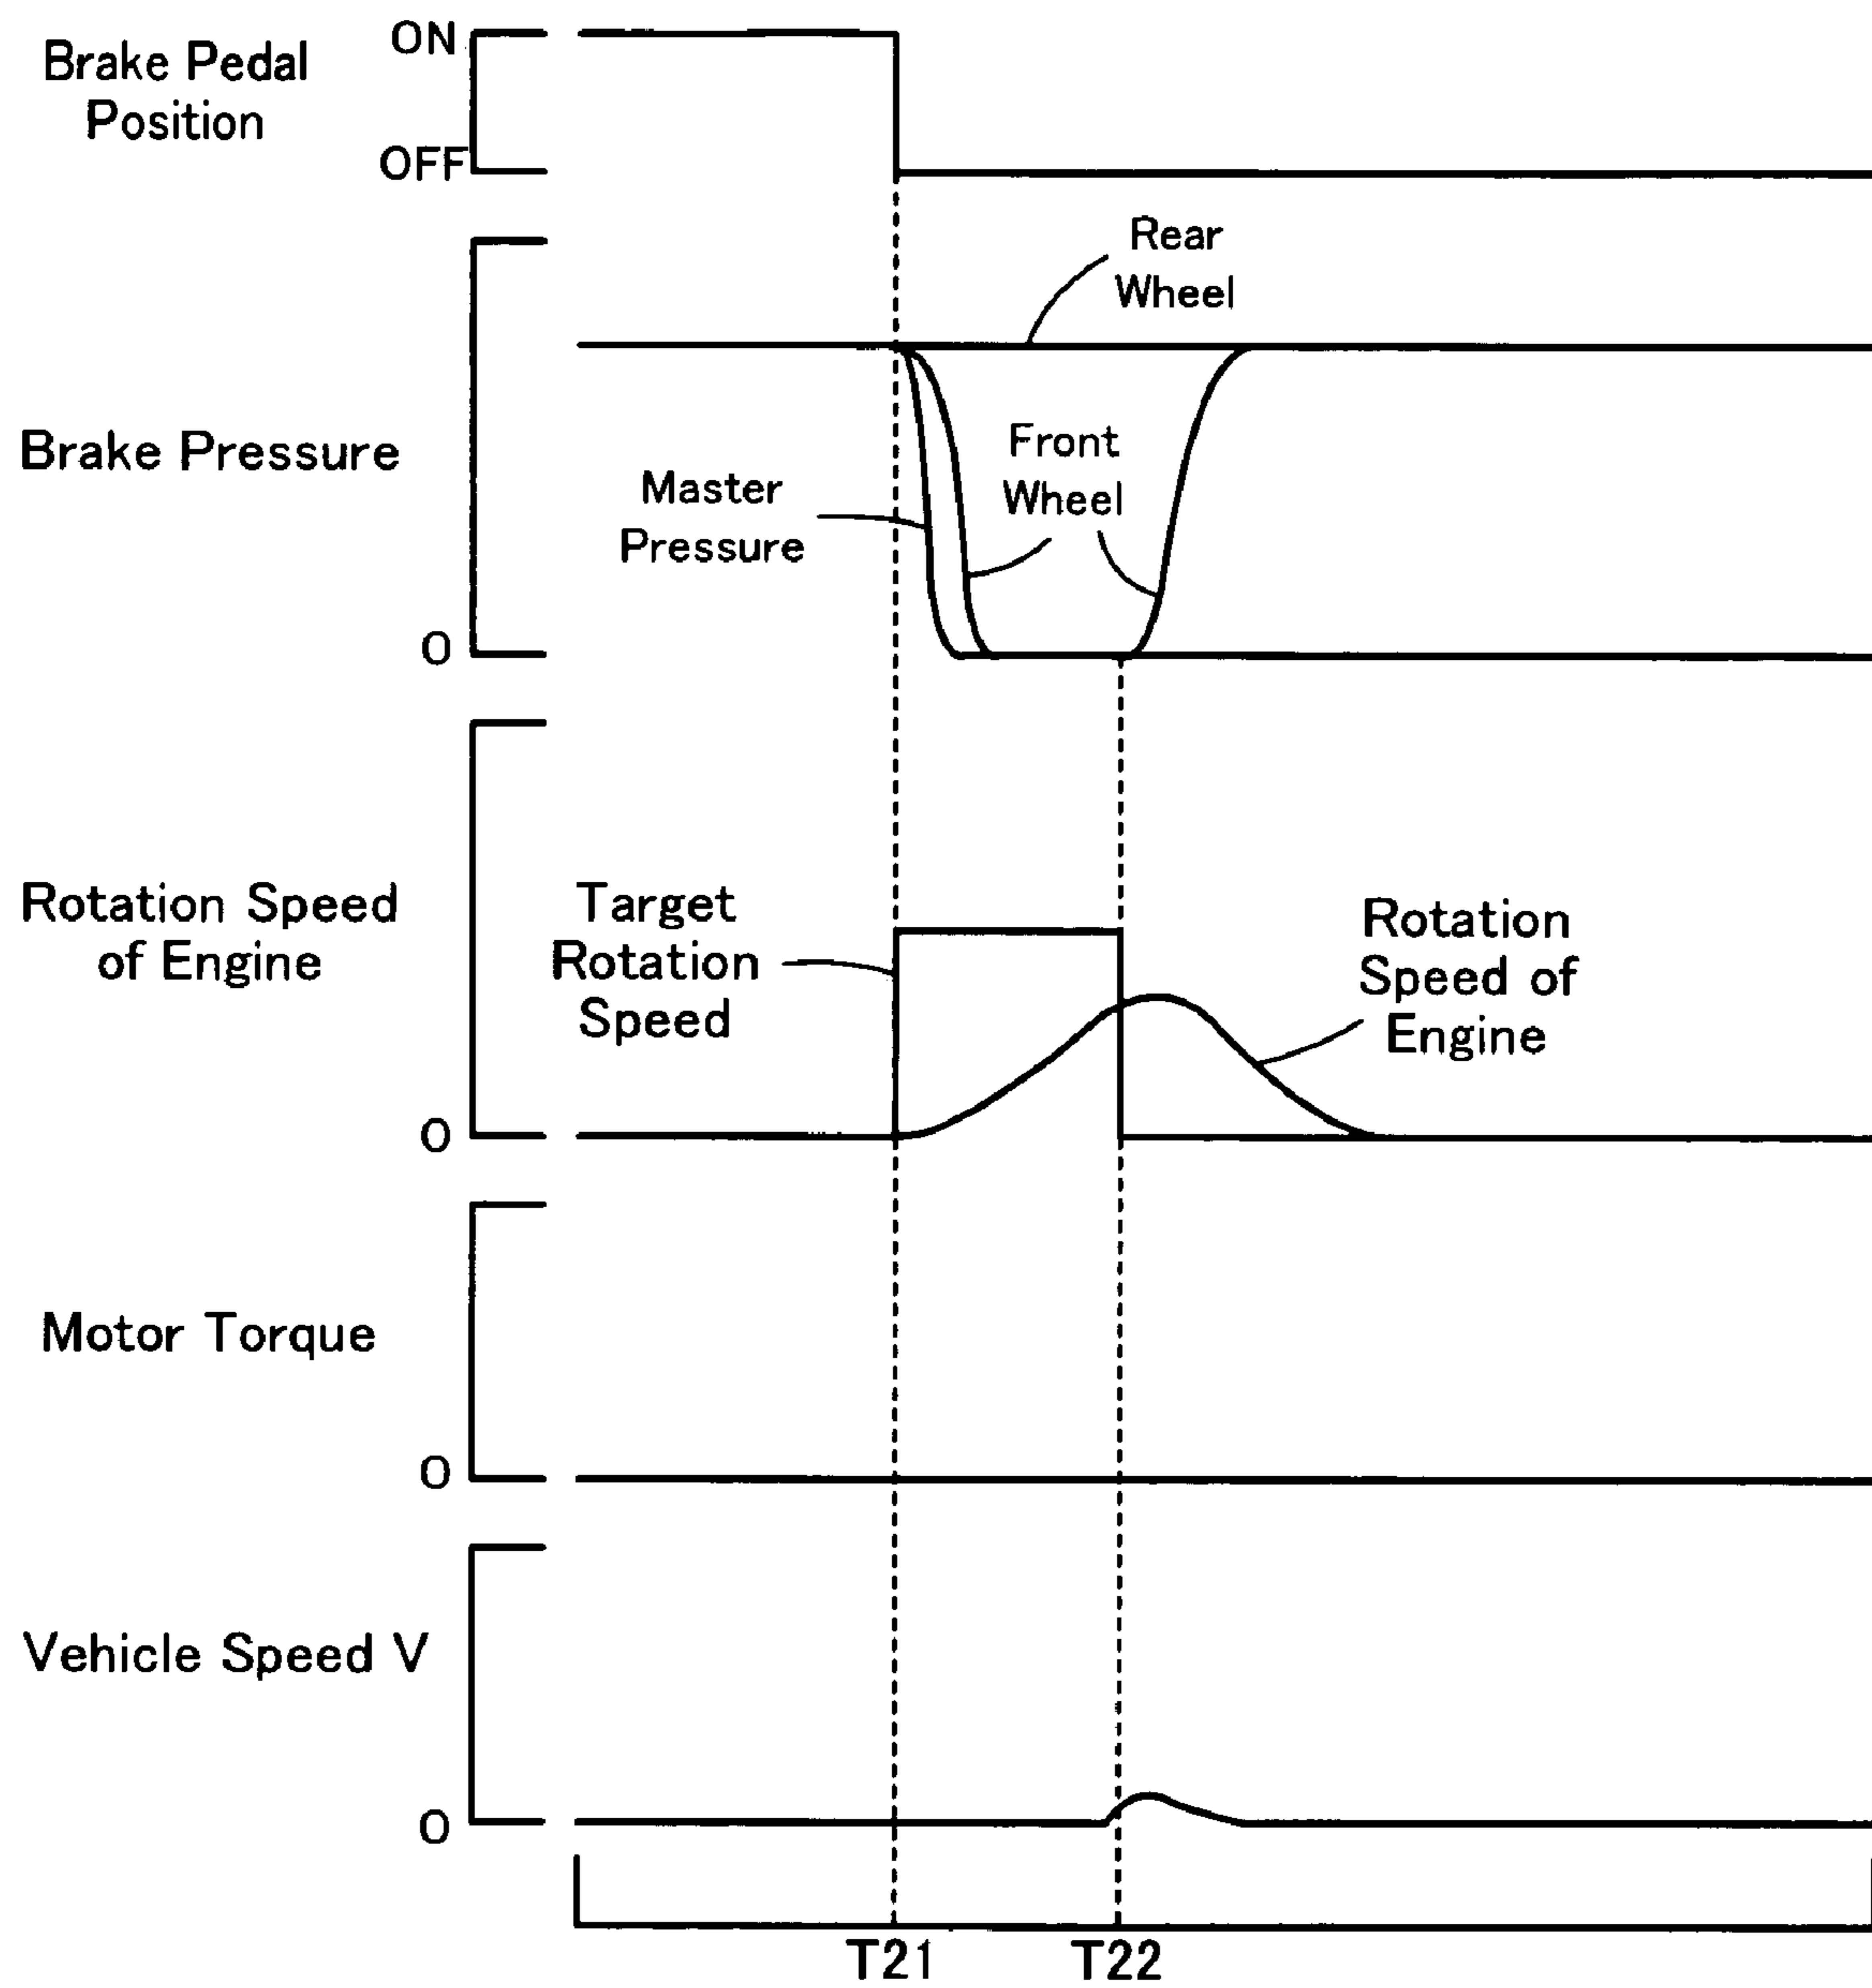 Brake Pedal
Position
ON
OFF
Rear
Wheel
Brake Pressure
Master
Pressure
Front
Wheel
0
Rotation Speed
of Engine
Target
Rotation
Speed
Rotation
Speed of
Engine
0
Motor Torque
0
Vehicle Speed V
0
T21
T22